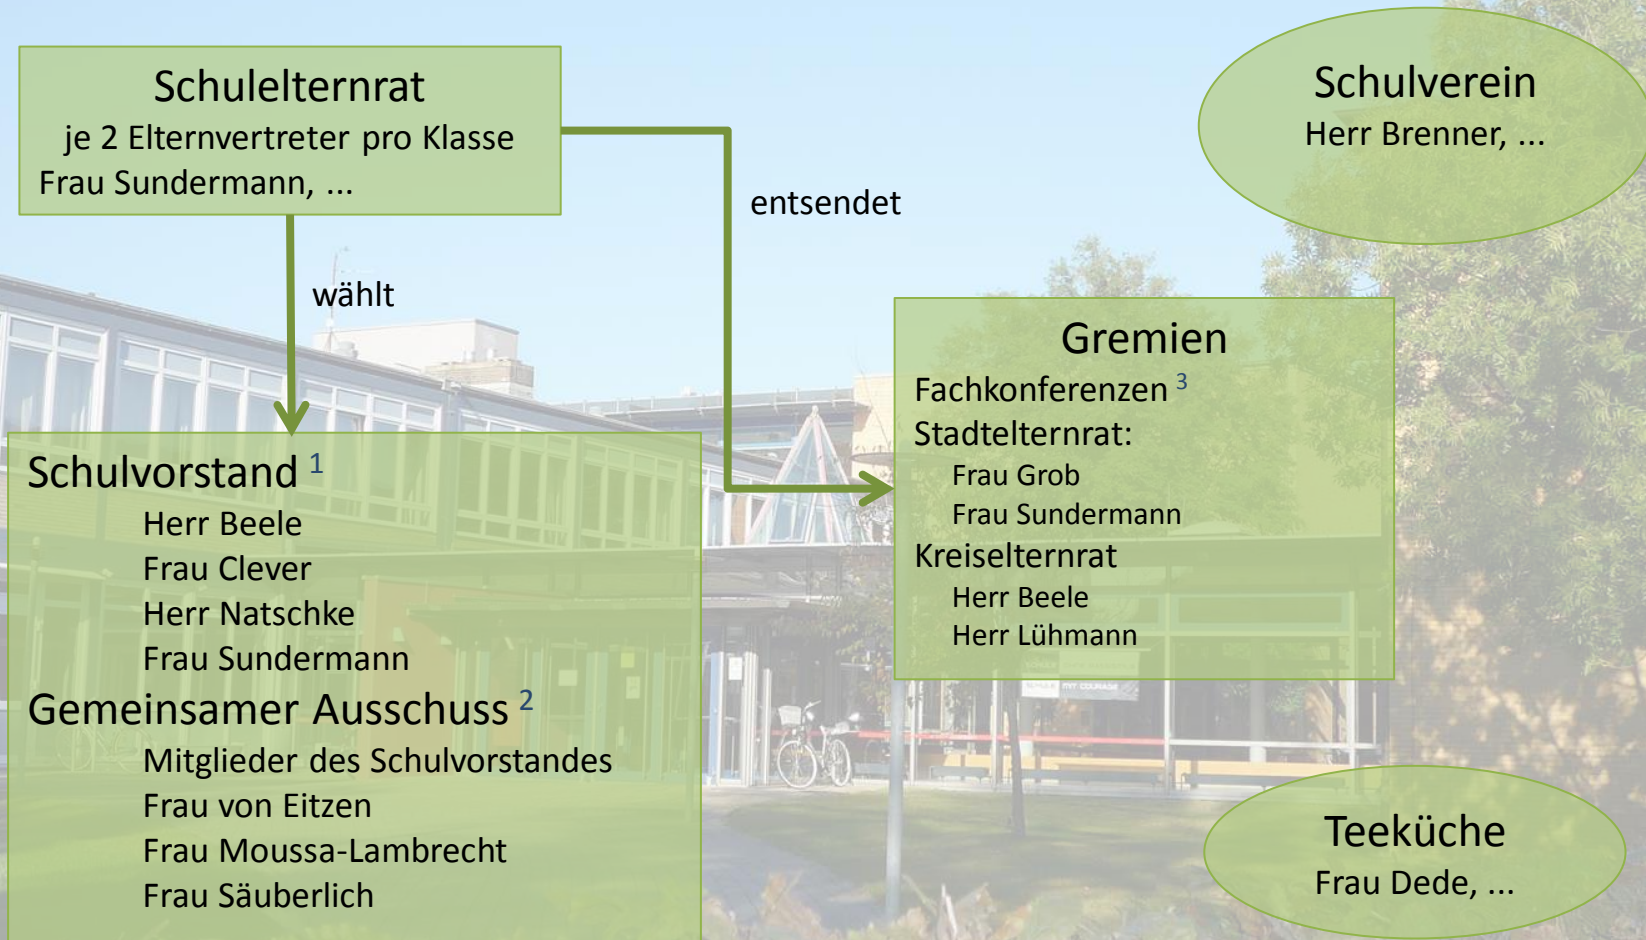 Schulelternrat
je 2 Elternvertreter pro Klasse
Frau Sundermann, ...
wählt
entsendet
Schulverein
Herr Brenner, ...
Schulvorstand 1
Herr Beele
Frau Clever
Herr Natschke
Frau Sundermann
Gemeinsamer Ausschuss 2
Mitglieder des Schulvorstandes
Frau von Eitzen
Frau Moussa-Lambrecht
Frau Säuberlich
Gremien
Fachkonferenzen 3
Stadtelternrat:
Frau Grob
Frau Sundermann
Kreiselternrat
Herr Beele
Herr Lühmann
Teeküche
Frau Dede, ...